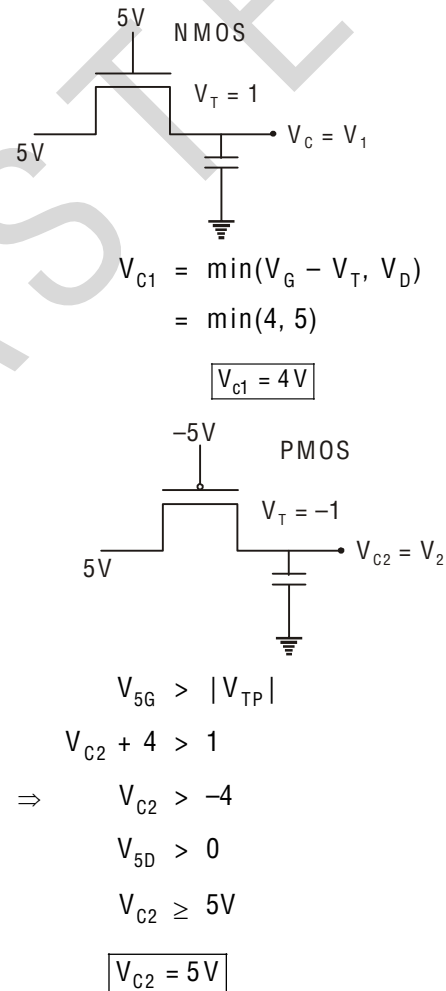 5V
NMOS
V_T = 1
5V
V_C = V_1
V_C1 = min(V_G – V_T, V_D)
= min(4, 5)
V_c1 = 4V
–5V
PMOS
V_T = –1
5V
V_C2 = V_2
V_5G > |V_TP|
V_C2 + 4 > 1
⇒ V_C2 > –4
V_5D > 0
V_C2 ≥ 5V
V_C2 = 5V